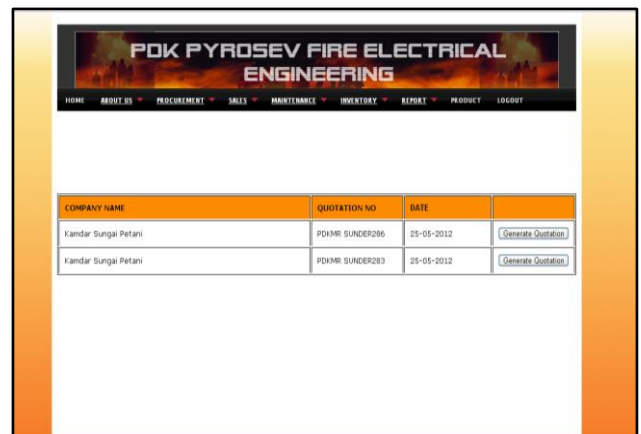 PDK PYROSEV FIRE ELECTRICAL
ENGINEERING
HOME ABOUT US PROCUREMENT SALES MAINTENANCE INVENTORY REPORT PRODUCT LOGOUT
COMPANY NAME QUOTATION NO DATE
Kamdar Sungai Petani PDKMR SUNDER286 25-05-2012 Generate Quotation
Kamdar Sungai Petani PDKMR SUNDER283 25-05-2012 Generate Quotation